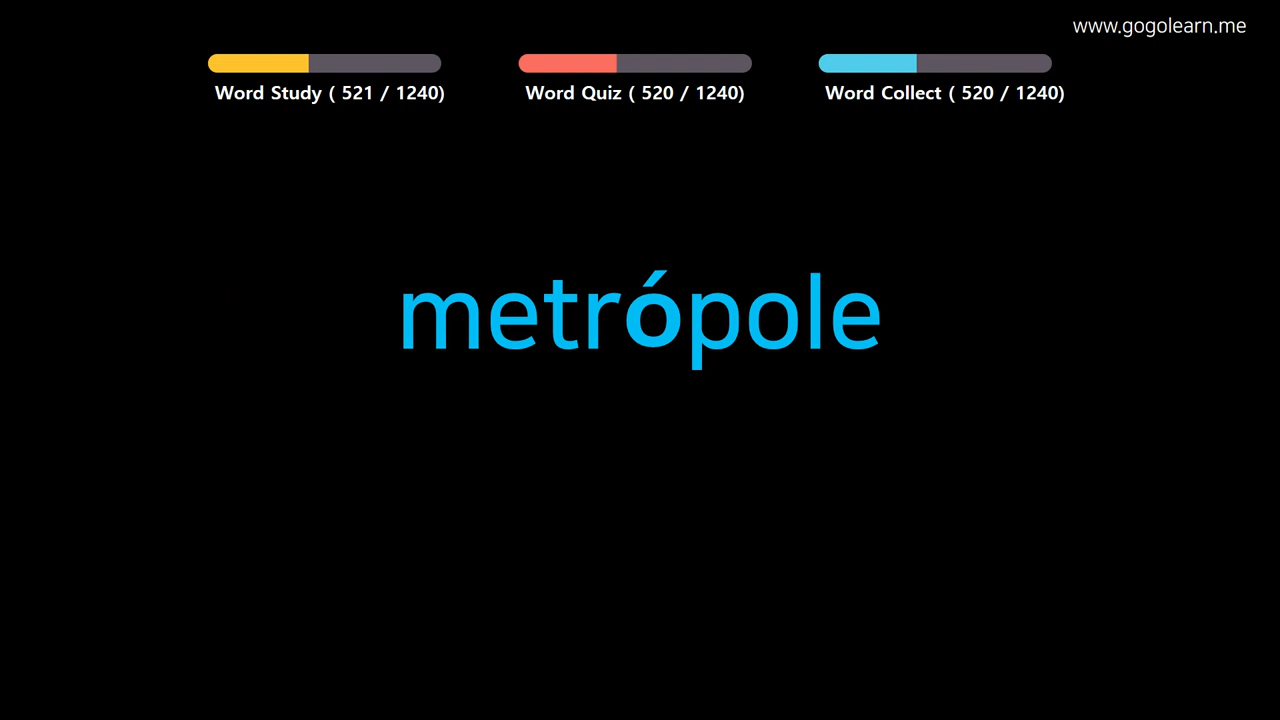 www.gogolearn.me
Word Study ( 521 / 1240)
Word Quiz ( 520 / 1240)
Word Collect ( 520 / 1240)
metrópole